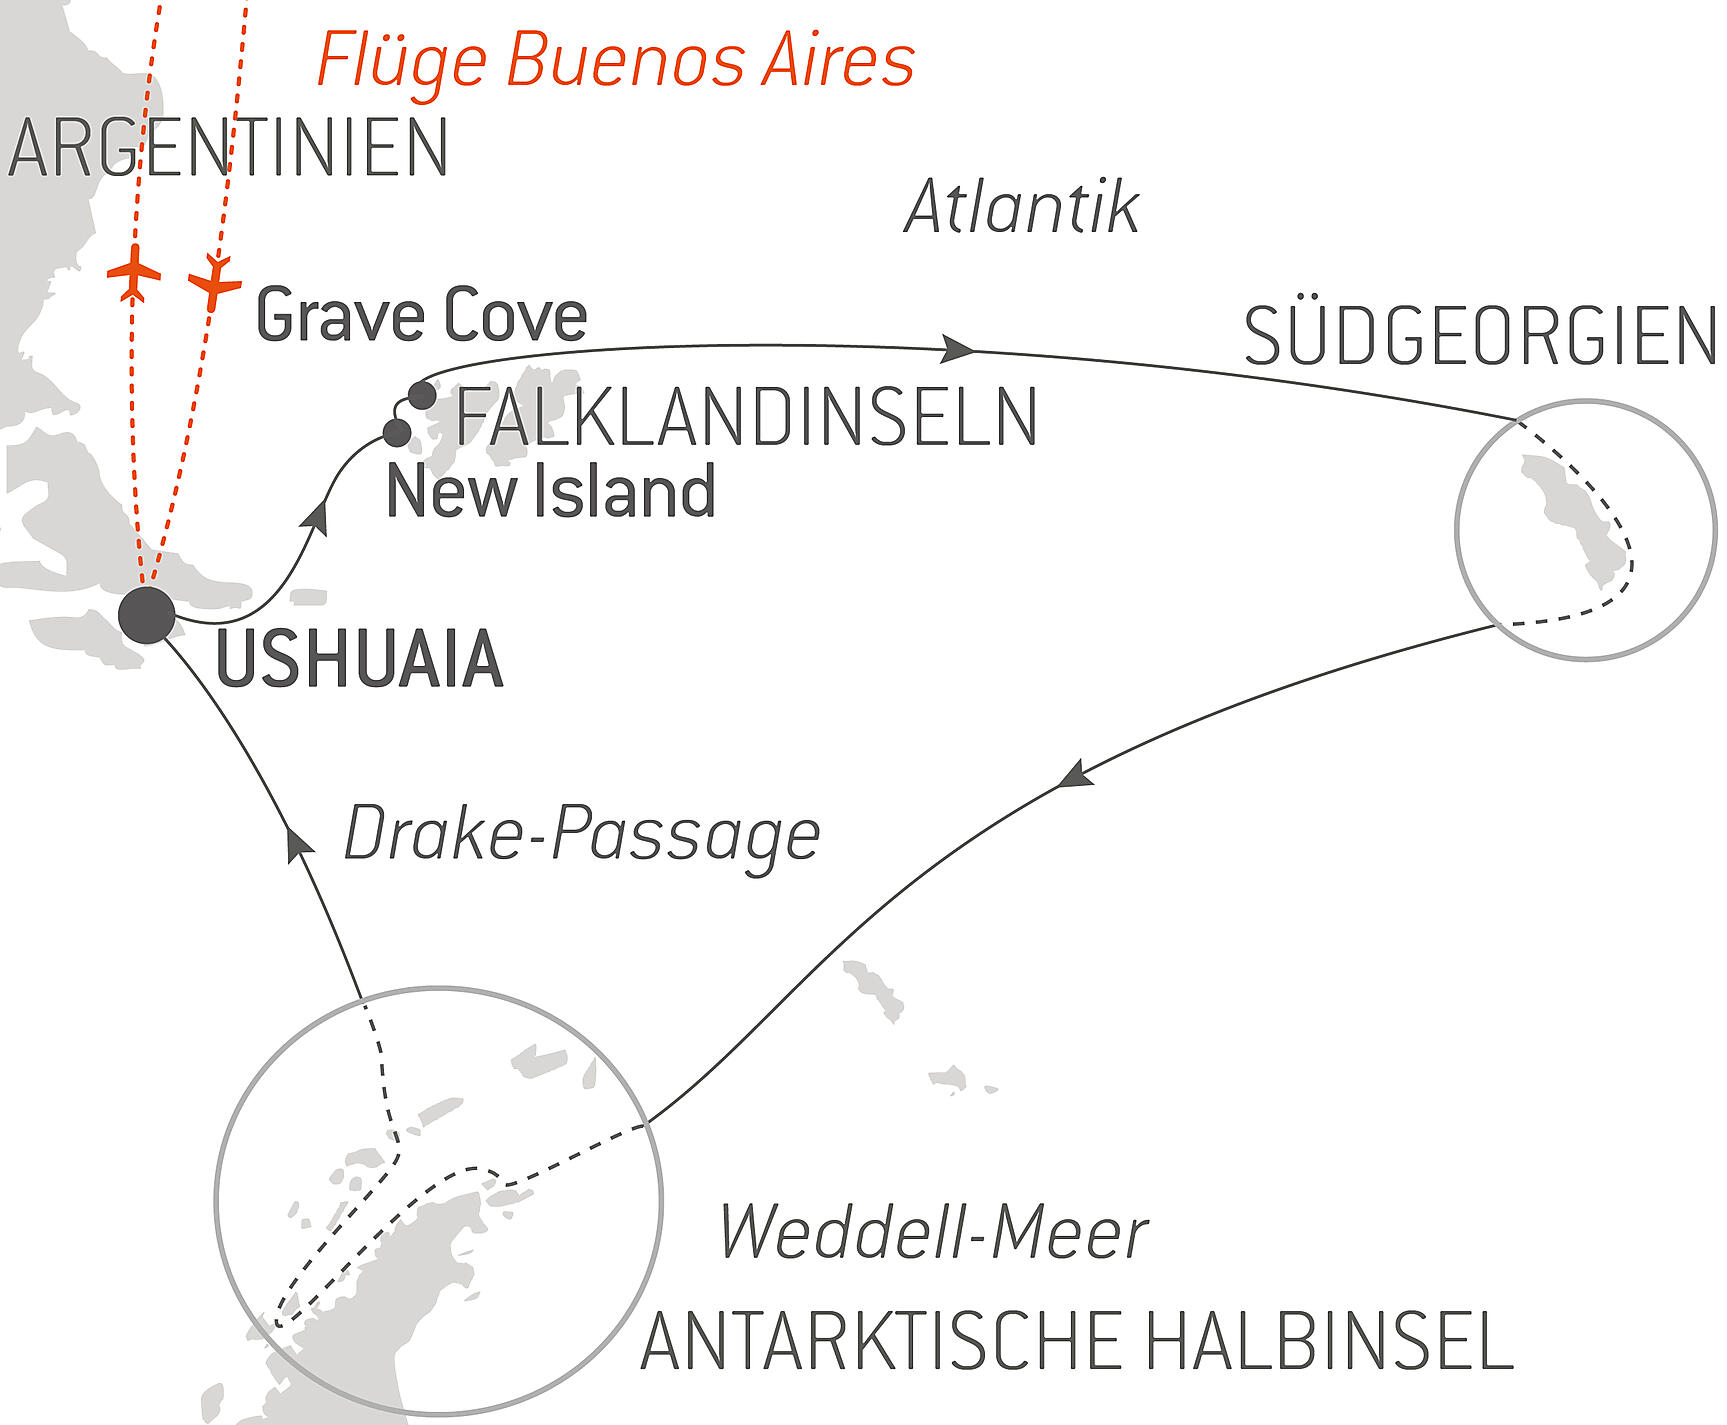 Flüge Buenos Aires
ARGENTINIEN
Atlantik
Grave Cove
SÜDGEORGIEN
FALKLANDINSELN
New Island
USHUAIA
Drake-Passage
Weddell-Meer
ANTARKTISCHE HALBINSEL